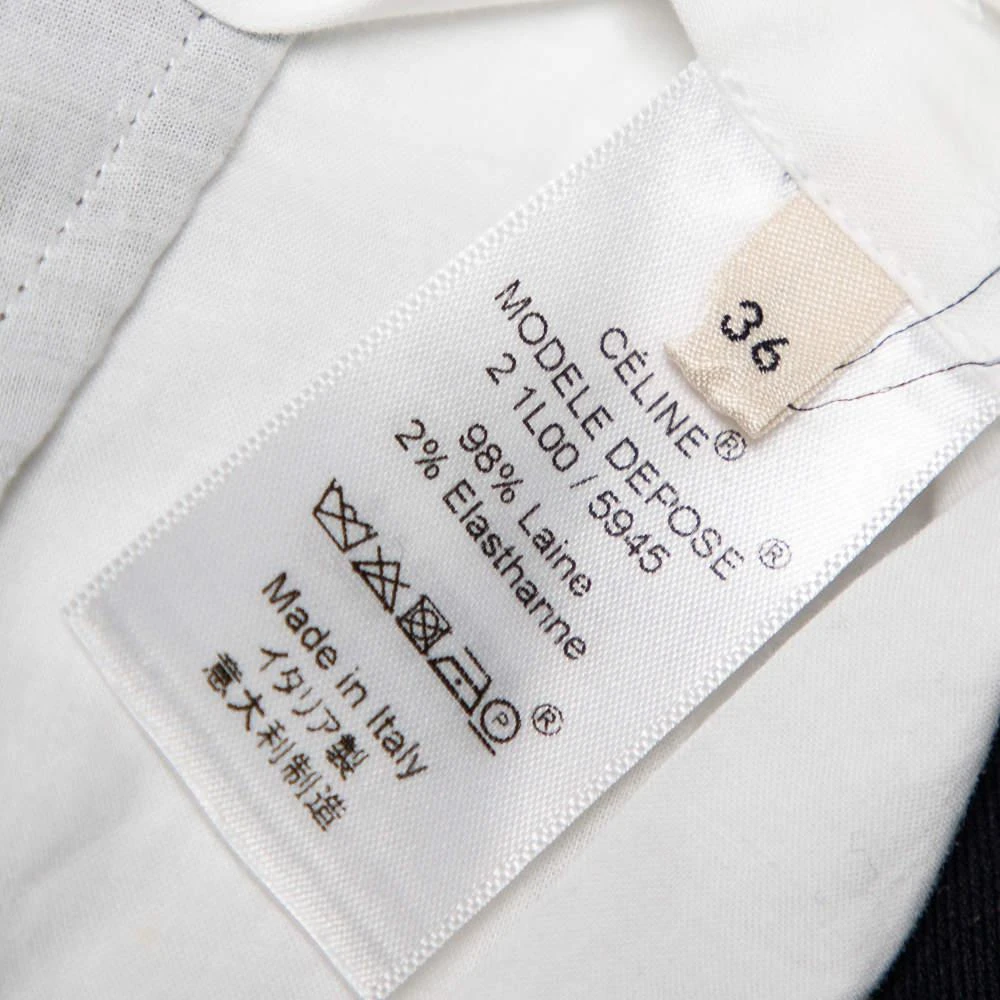 36
CÉLINE®
MODELE DEPOSE ®
2 1L00 / 5945
98% Laine
2% Elasthanne
P ®
Made in Italy
イタリア製
意大利制造